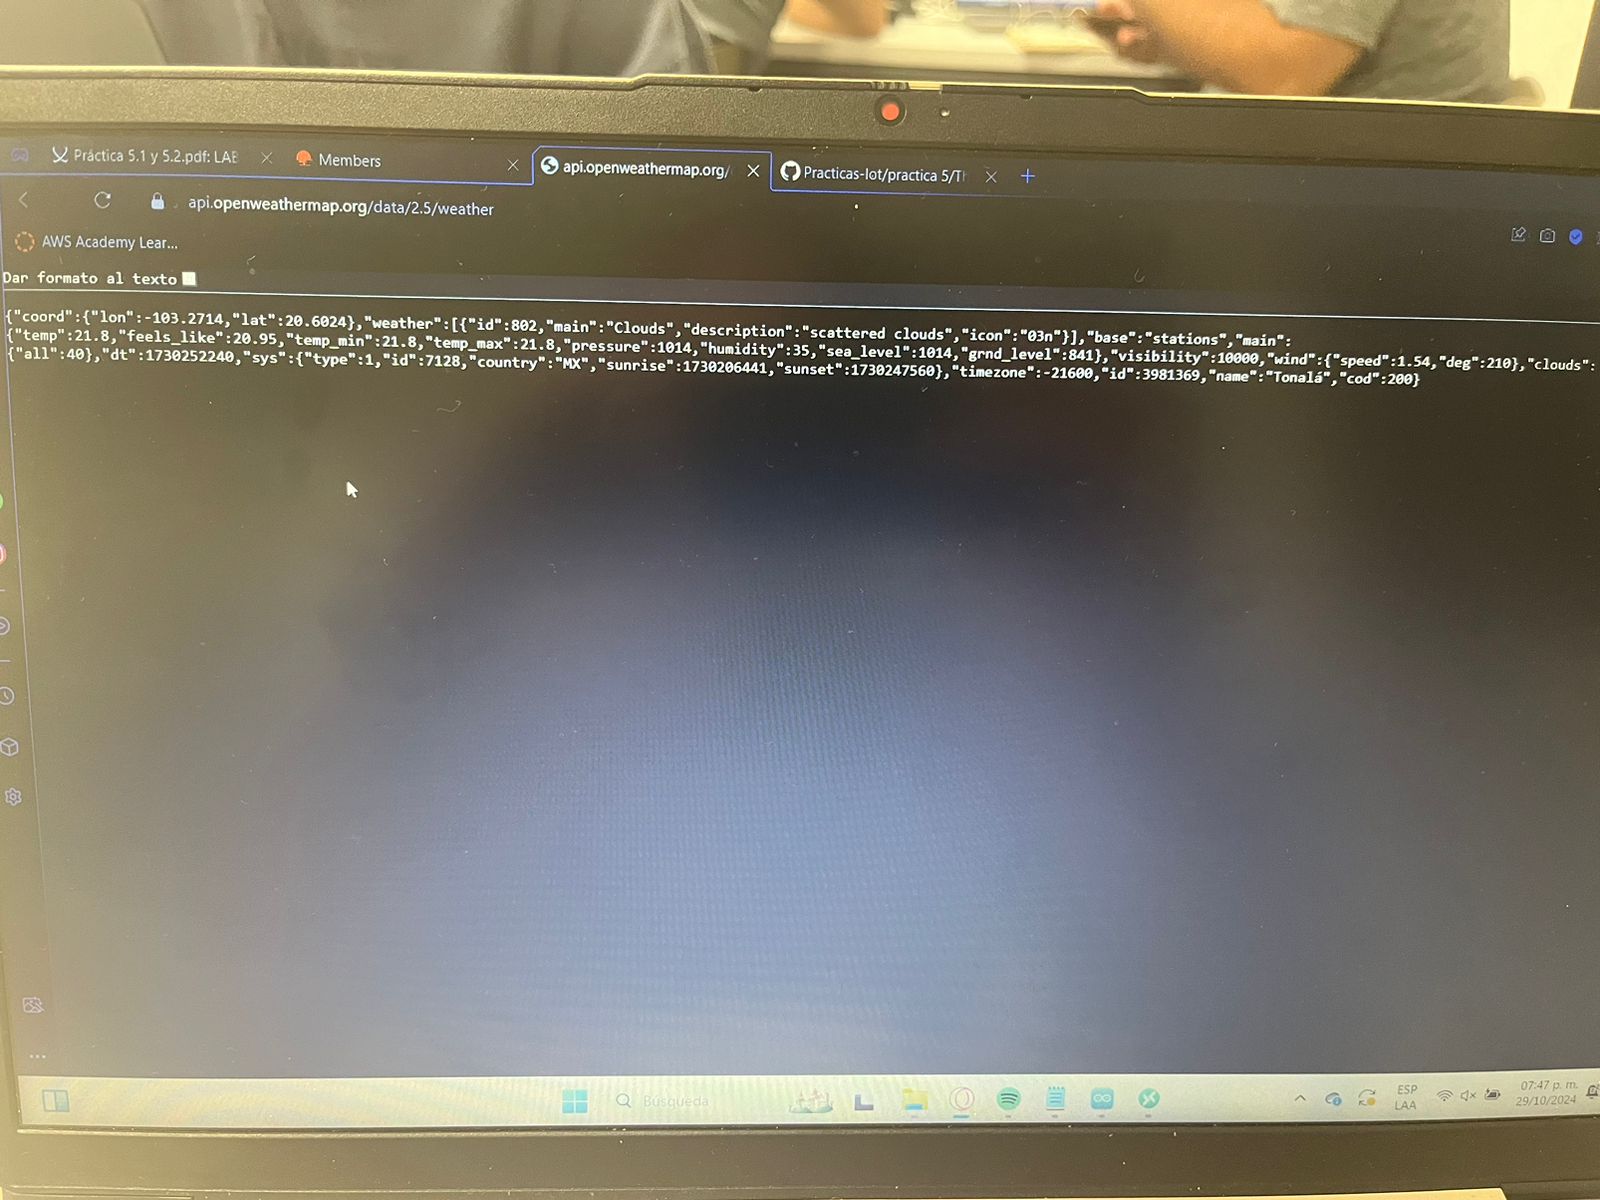 Práctica 5.1 y 5.2.pdf: LAB
Members
api.openweathermap.org/
Practicas-Iot/practica 5/Th
api.openweathermap.org/data/2.5/weather
AWS Academy Lear...
Dar formato al texto
{"coord":{"lon":-103.2714,"lat":20.6024},"weather":[{"id":802,"main":"Clouds","description":"scattered clouds","icon":"03n"}],"base":"stations","main":
{"temp":21.8,"feels_like":20.95,"temp_min":21.8,"temp_max":21.8,"pressure":1014,"humidity":35,"sea_level":1014,"grnd_level":841},"visibility":10000,"wind":{"speed":1.54,"deg":210},"clouds":
{"all":40},"dt":1730252240,"sys":{"type":1,"id":7128,"country":"MX","sunrise":1730206441,"sunset":1730247560},"timezone":-21600,"id":3981369,"name":"Tonalá","cod":200}
Búsqueda
ESP
LAA
07:47 p. m.
29/10/2024